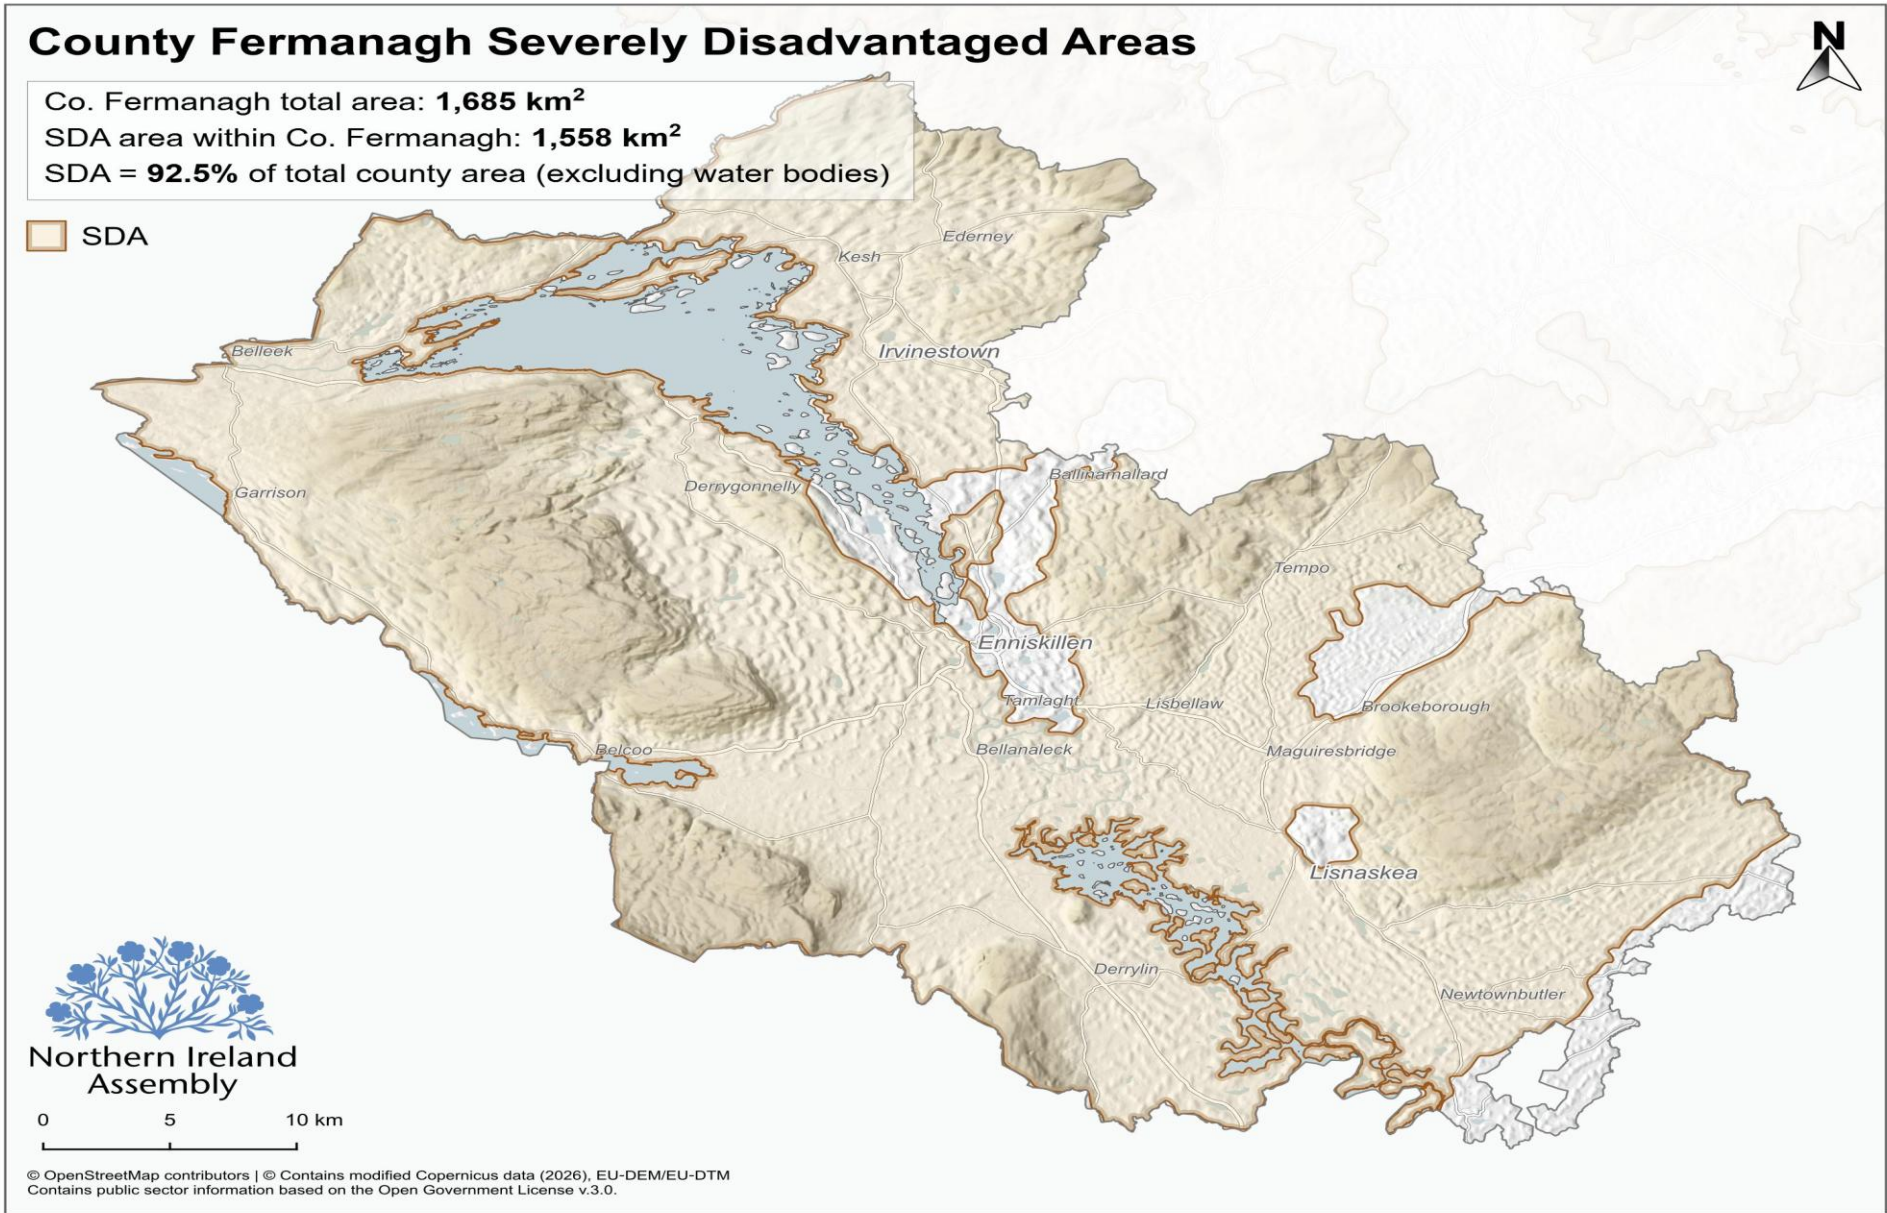 County Fermanagh Severely Disadvantaged Areas
N
Co. Fermanagh total area: 1,685 km²
SDA area within Co. Fermanagh: 1,558 km²
SDA = 92.5% of total county area (excluding water bodies)
SDA
Ederney
Kesh
Belleek
Irvinestown
Ballinamallard
Derrygonnelly
Garrison
Tempo
Enniskillen
Tamlaght
Lisbellaw
Brookeborough
Belcoo
Bellanaleck
Maguiresbridge
Lisnaskea
Derrylin
Newtownbutler
Northern Ireland
Assembly
0 5 10 km
© OpenStreetMap contributors | © Contains modified Copernicus data (2026), EU-DEM/EU-DTM
Contains public sector information based on the Open Government License v.3.0.